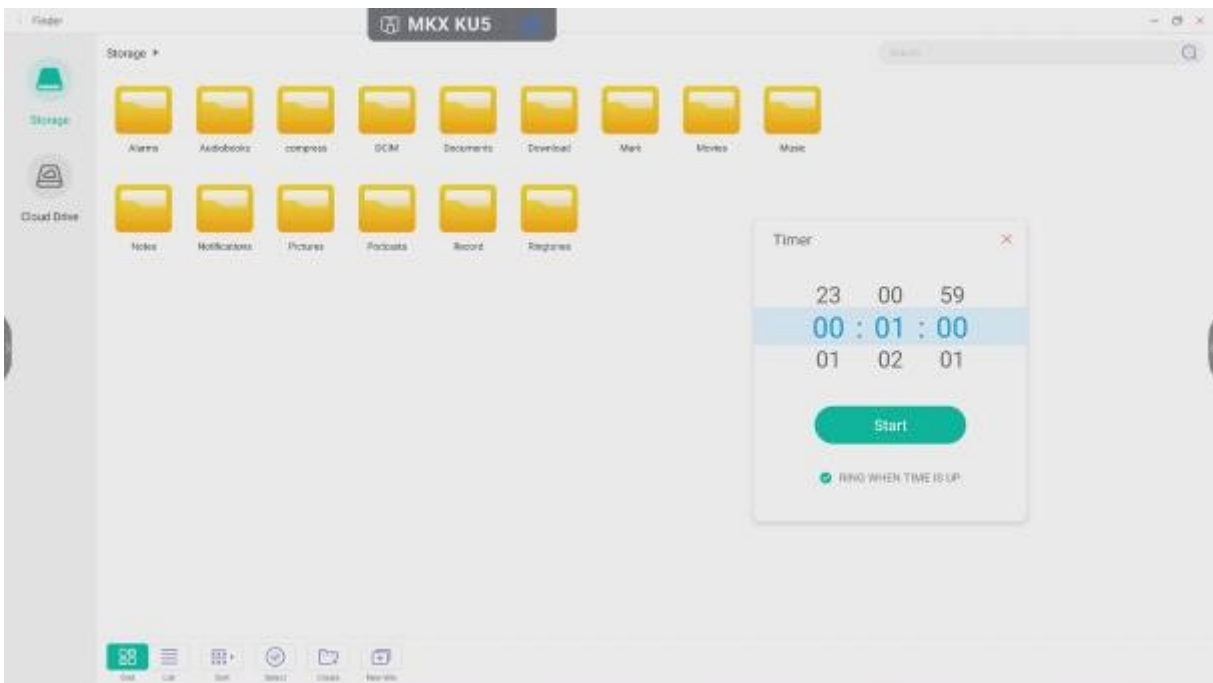 Finder
MKX KU5
Storage
Storage
Cloud Drive
Alarms Audiobooks compress DCIM Documents Download Mark Movies Music
Notes Notifications Pictures Podcasts Record Ringtones
Timer
23 00 59
00 : 01 : 00
01 02 01
Start
RING WHEN TIME IS UP
Grid List Sort Select Create New Win